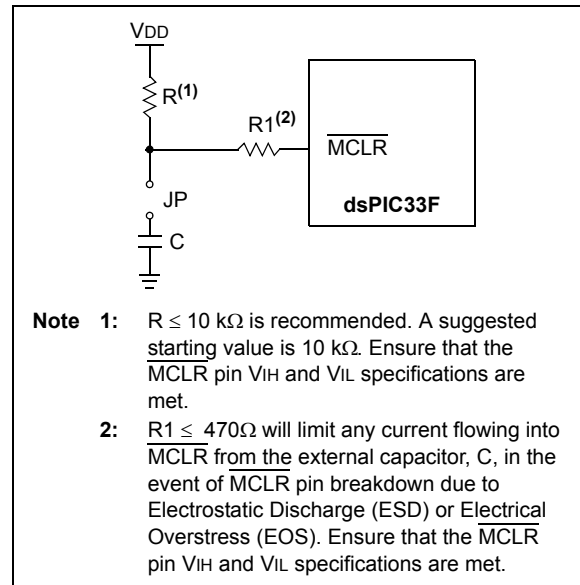 VDD
R(1)
R1(2)
MCLR
JP
dsPIC33F
C
Note 1: R ≤ 10 kΩ is recommended. A suggested
starting value is 10 kΩ. Ensure that the
MCLR pin VIH and VIL specifications are
met.
2: R1 ≤ 470Ω will limit any current flowing into
MCLR from the external capacitor, C, in the
event of MCLR pin breakdown due to
Electrostatic Discharge (ESD) or Electrical
Overstress (EOS). Ensure that the MCLR
pin VIH and VIL specifications are met.